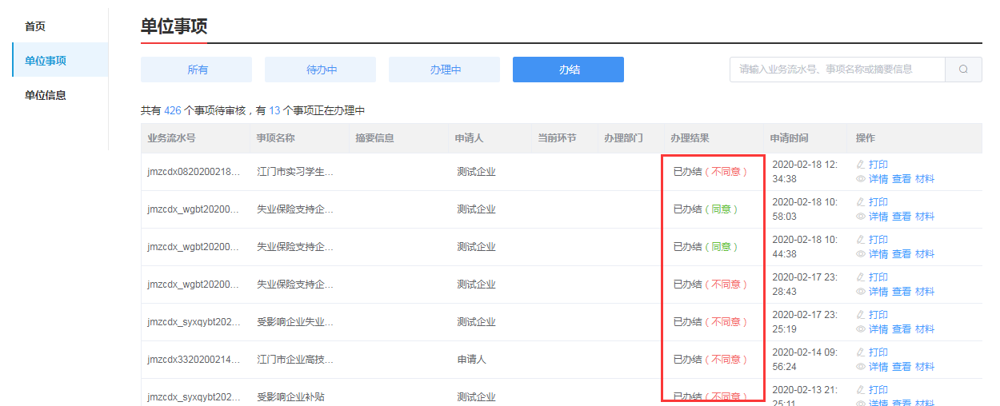 首页
单位事项
单位信息
单位事项
所有 待办中 办理中 办结 请输入业务流水号、事项名称或摘要信息
共有 426 个事项待审核，有 13 个事项正在办理中
业务流水号 事项名称 摘要信息 申请人 当前环节 办理部门 办理结果 申请时间 操作
jmzcdx0820200218... 江门市实习学生... 测试企业 已办结（不同意） 2020-02-18 12:34:38 打印 详情 查看 材料
jmzcdx_wgbt20200... 失业保险支持企... 测试企业 已办结（同意） 2020-02-18 10:58:03 打印 详情 查看 材料
jmzcdx_wgbt20200... 失业保险支持企... 测试企业 已办结（同意） 2020-02-18 10:44:38 打印 详情 查看 材料
jmzcdx_wgbt20200... 失业保险支持企... 测试企业 已办结（不同意） 2020-02-17 23:28:43 打印 详情 查看 材料
jmzcdx_syxqybt202... 受影响企业失业... 测试企业 已办结（不同意） 2020-02-17 23:25:19 打印 详情 查看 材料
jmzcdx3320200214... 江门市企业高技... 申请人 已办结（不同意） 2020-02-14 09:56:24 打印 详情 查看 材料
jmzcdx_syxqybt202... 受影响企业补贴 测试企业 已办结（不同意） 2020-02-13 21:25:11 打印 详情 查看 材料